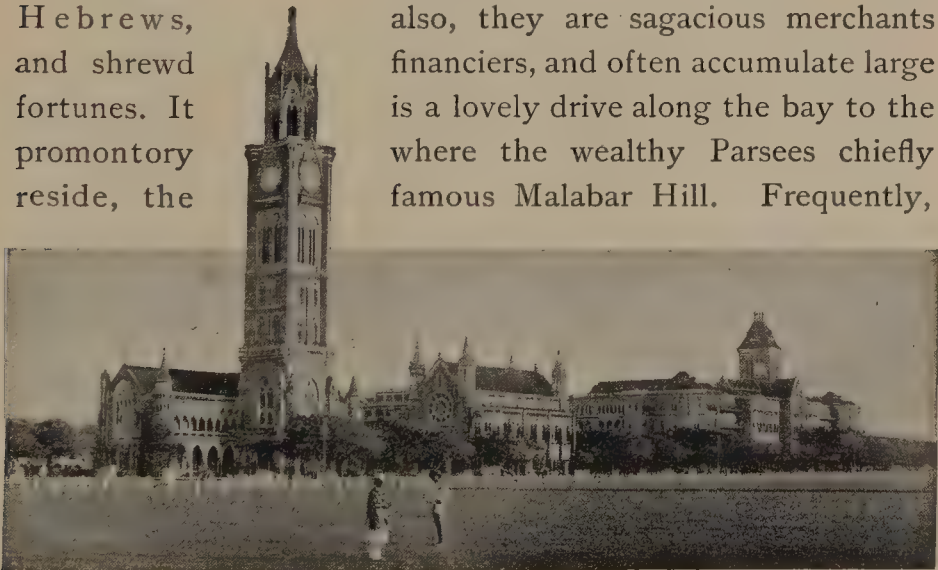 Hebrews, also, they are sagacious merchants
and shrewd financiers, and often accumulate large
fortunes. It is a lovely drive along the bay to the
promontory where the wealthy Parsees chiefly
reside, the famous Malabar Hill. Frequently,